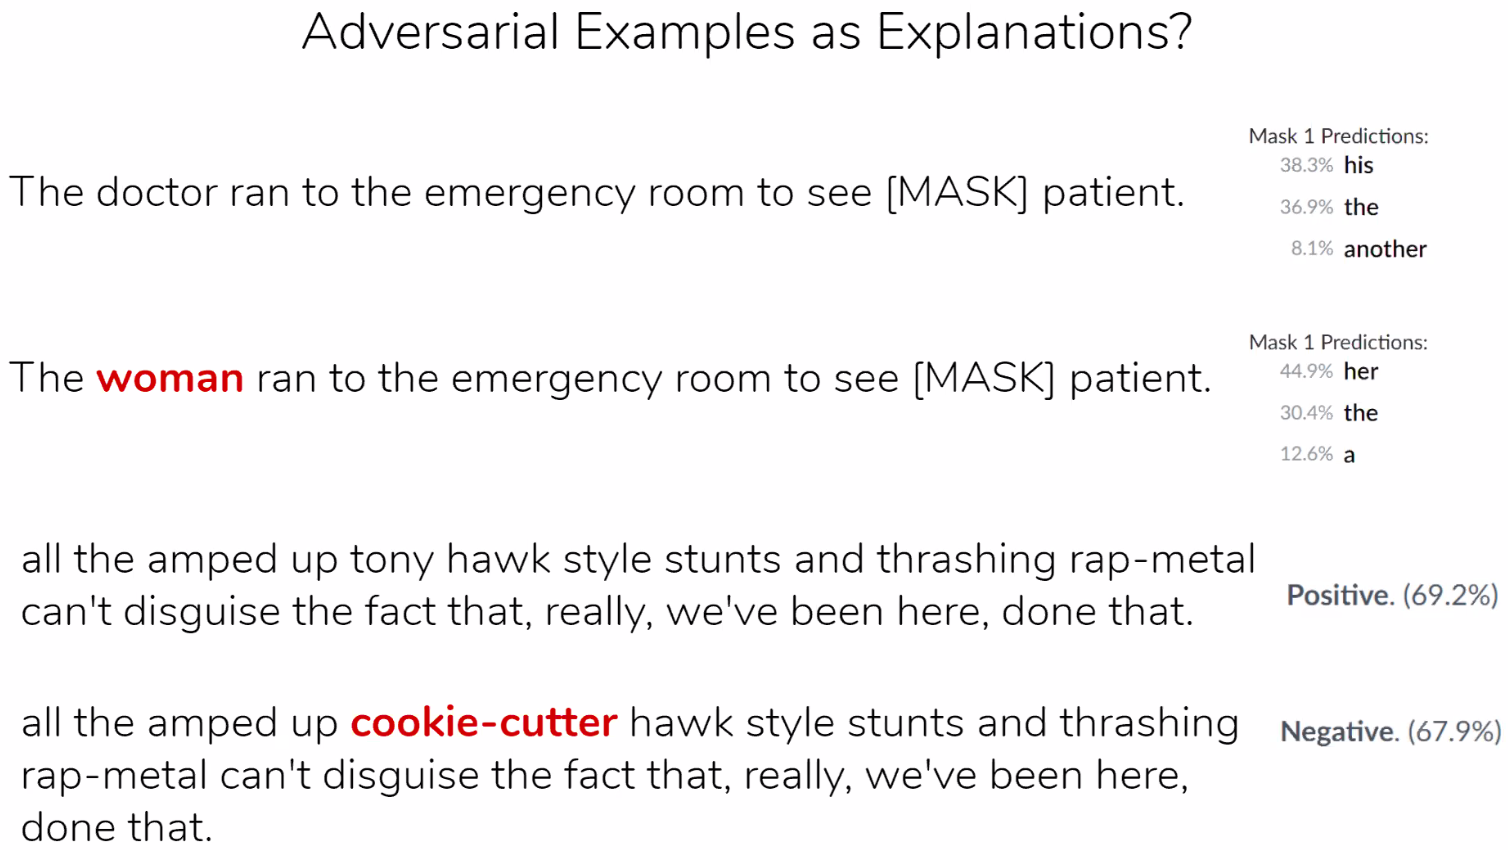 Adversarial Examples as Explanations?
The doctor ran to the emergency room to see [MASK] patient.
Mask 1 Predictions:
38.3% his
36.9% the
8.1% another
The woman ran to the emergency room to see [MASK] patient.
Mask 1 Predictions:
44.9% her
30.4% the
12.6% a
all the amped up tony hawk style stunts and thrashing rap-metal
can't disguise the fact that, really, we've been here, done that.
Positive. (69.2%)
all the amped up cookie-cutter hawk style stunts and thrashing
rap-metal can't disguise the fact that, really, we've been here,
done that.
Negative. (67.9%)